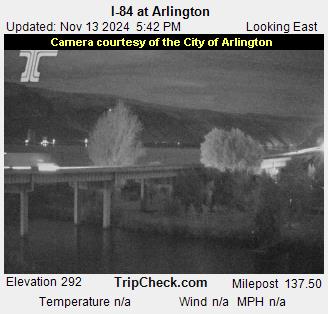 I-84 at Arlington
Updated: Nov 13 2024 5:42 PM Looking East
Camera courtesy of the City of Arlington
Elevation 292 TripCheck.com Milepost 137.50
Temperature n/a Wind n/a MPH n/a